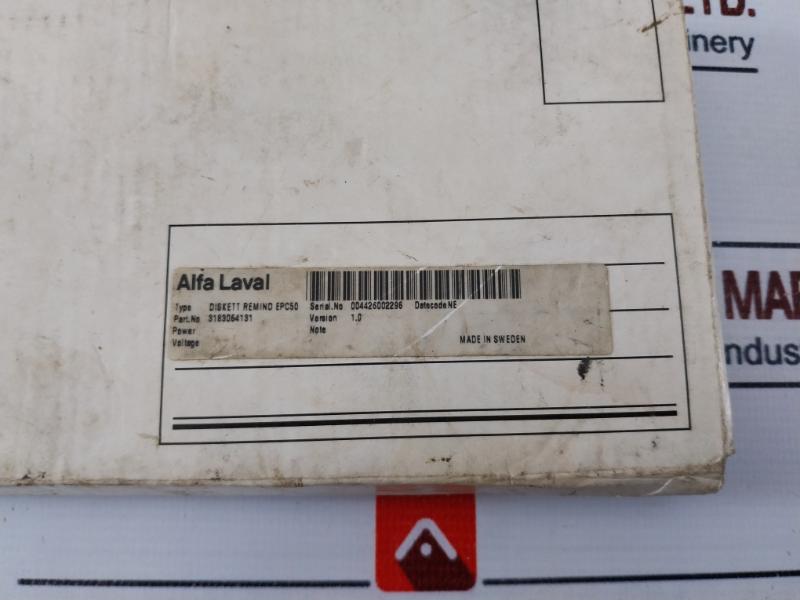 LTD.
inery
Alfa Laval
Type DISKETT REMIND EPC50 Serial.No 004426002296 Datecode NE
Part.No 3183064131 Version 1.0
Power Note
Voltage MADE IN SWEDEN
MAR
ndus